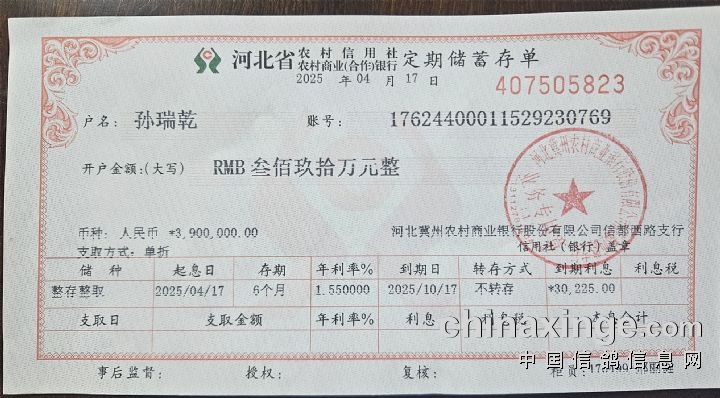 河北省 农村信用社 农村商业(合作)银行 定期储蓄存单
2025 年 04 月 17 日
407505823
户名: 孙瑞乾 账号: 17624400011529230769
开户金额:(大写) RMB 叁佰玖拾万元整
币种: 人民币 *3,900,000.00 河北冀州农村商业银行股份有限公司信都西路支行
支取方式: 单折 信用社(银行)盖章
储种 起息日 存期 年利率% 到期日 转存方式 到期利息 利息税
整存整取 2025/04/17 6个月 1.550000 2025/10/17 不转存 *30,225.00
支取日 支取金额 年利率% 利息 利息税 本息合计
chinaxinge.com
中国信鸽信息网
事后监督: 授权: 复核: 柜员: